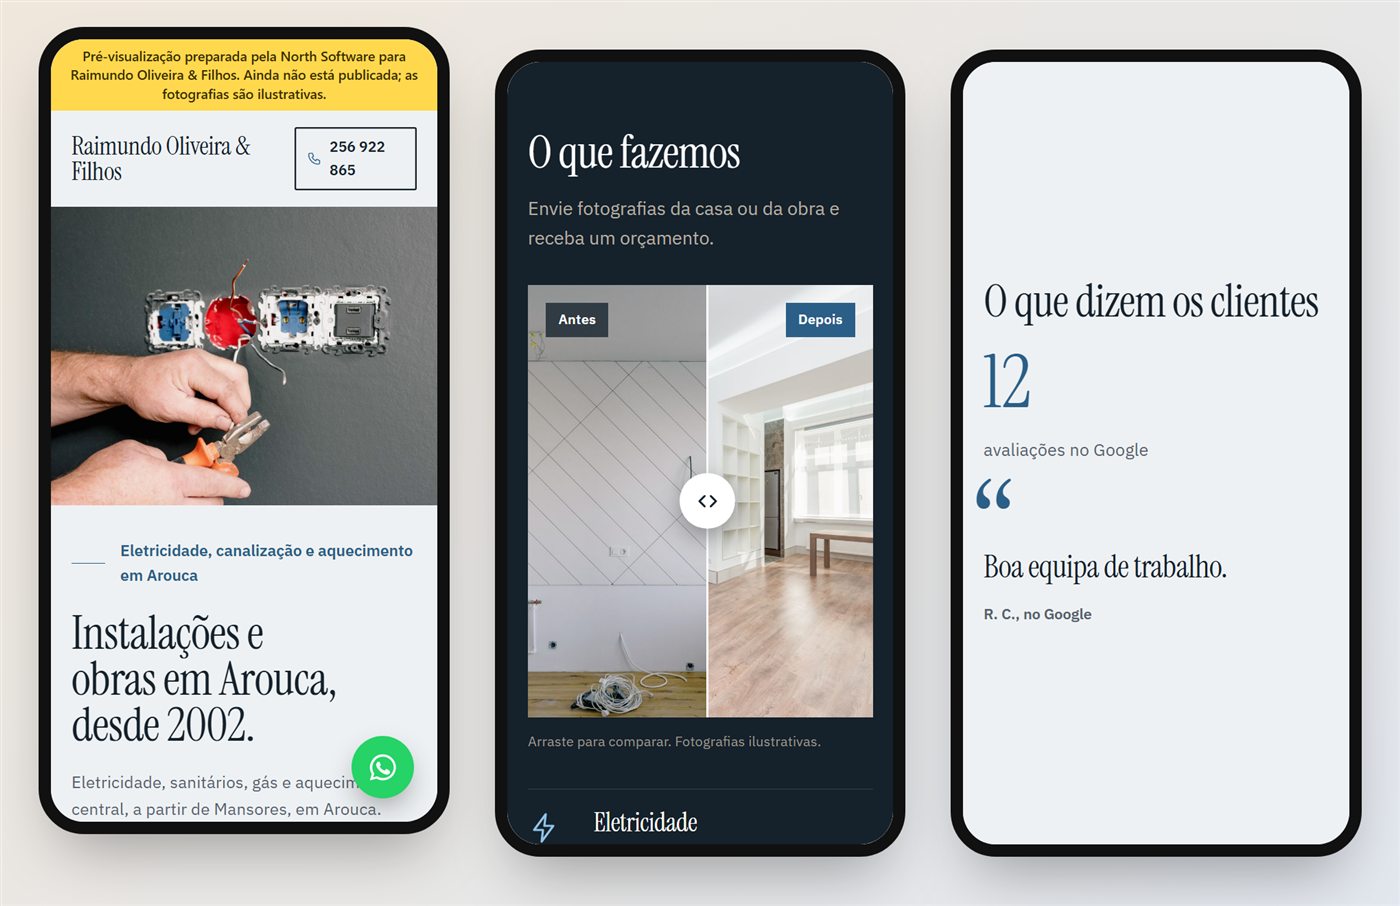 Pré-visualização preparada pela North Software para
Raimundo Oliveira & Filhos. Ainda não está publicada; as
fotografias são ilustrativas.
Raimundo Oliveira &
Filhos
256 922
865
Eletricidade, canalização e aquecimento
em Arouca
Instalações e
obras em Arouca,
desde 2002.
Eletricidade, sanitários, gás e aquecim
central, a partir de Mansores, em Arouca.
O que fazemos
Envie fotografias da casa ou da obra e
receba um orçamento.
Antes
Depois
Arraste para comparar. Fotografias ilustrativas.
Eletricidade
O que dizem os clientes
12
avaliações no Google
“
Boa equipa de trabalho.
R. C., no Google